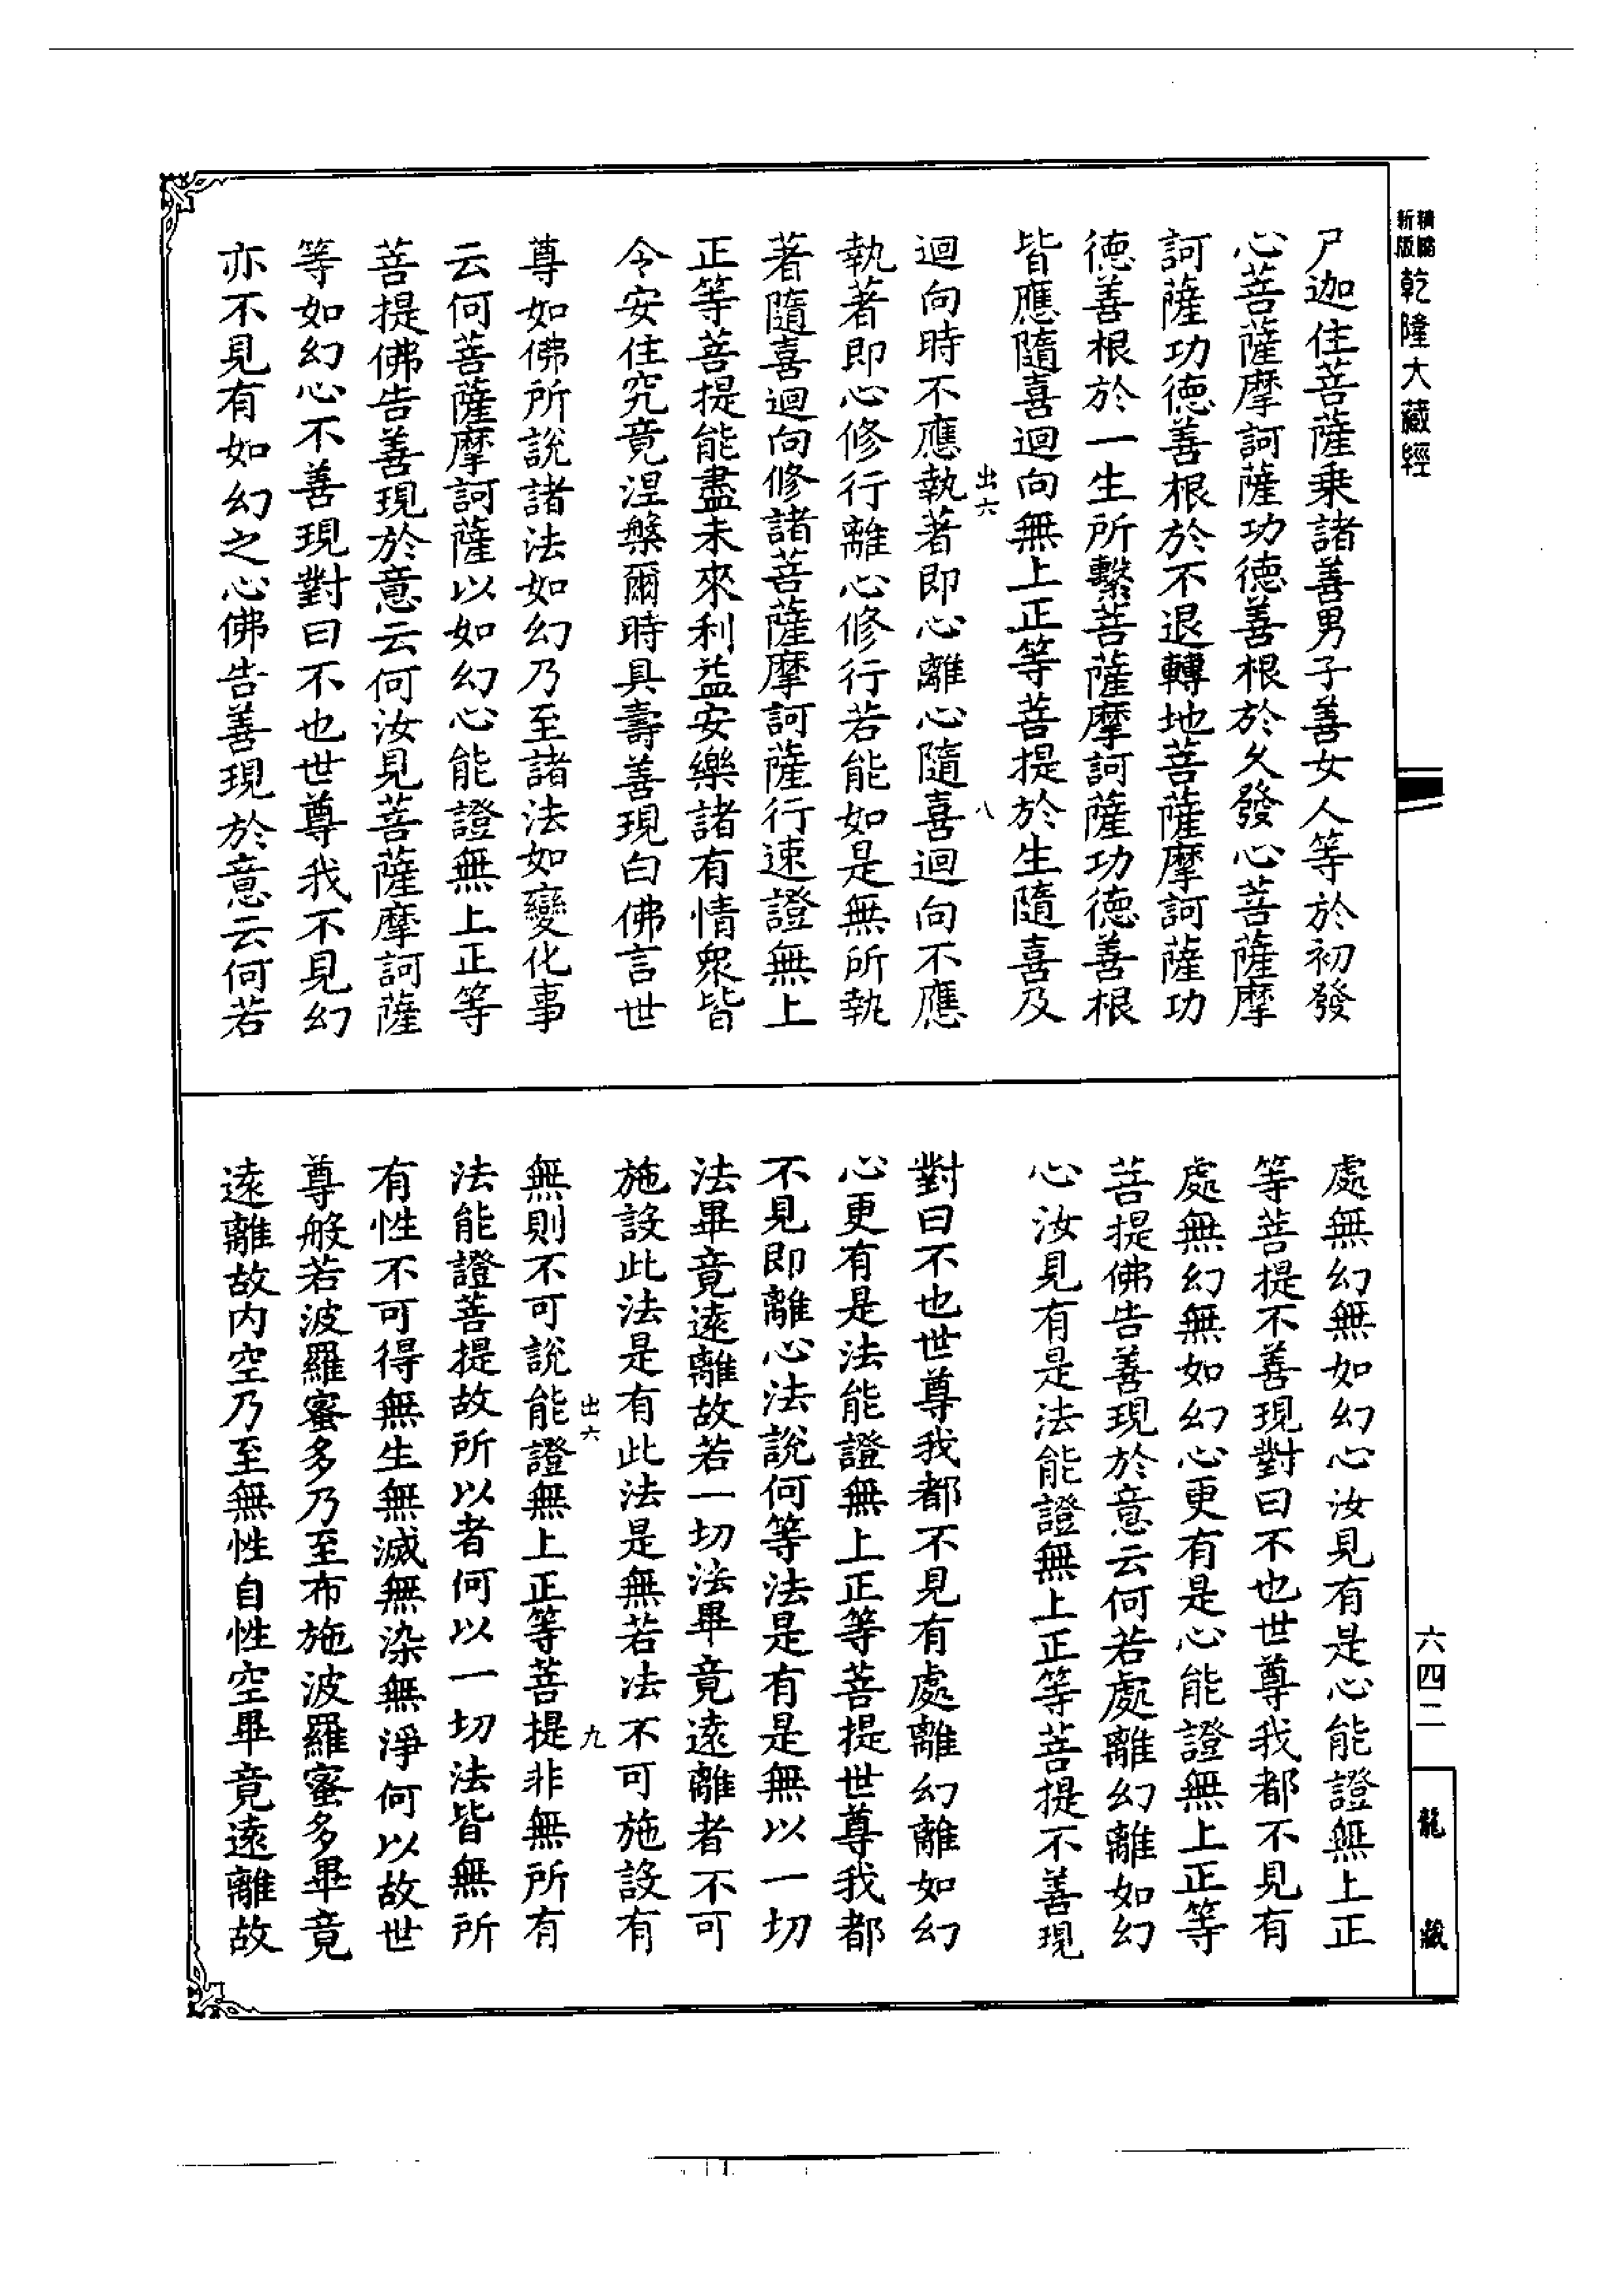 精縮
新版
乾隆大藏經
尸迦住菩薩乗諸善男子善女人等於初發
心菩薩摩訶薩功徳善根於久發心菩薩摩
訶薩功徳善根於不退轉地菩薩摩訶薩功
徳善根於一生所繫菩薩摩訶薩功徳善根
皆應隨喜迴向無上正等菩提於生隨喜及
出六 八
迴向時不應執著即心離心隨喜迴向不應
執著即心修行離心修行若能如是無所執
著隨喜迴向修諸菩薩摩訶薩行速證無上
正等菩提能盡未來利益安樂諸有情衆皆
令安住究竟涅槃爾時具壽善現白佛言世
尊如佛所說諸法如幻乃至諸法如變化事
云何菩薩摩訶薩以如幻心能證無上正等
菩提佛告善現於意云何汝見菩薩摩訶薩
等如幻心不善現對曰不也世尊我不見幻
亦不見有如幻之心佛告善現於意云何若
處無幻無如幻心汝見有是心能證無上正
等菩提不善現對曰不也世尊我都不見有
處無幻無如幻心更有是心能證無上正等
菩提佛告善現於意云何若處離幻離如幻
心汝見有是法能證無上正等菩提不善現
對曰不也世尊我都不見有處離幻離如幻
心更有是法能證無上正等菩提世尊我都
不見即離心法說何等法是有是無以一切
法畢竟遠離故若一切法畢竟遠離者不可
施設此法是有此法是無若法不可施設有
出六 九
無則不可說能證無上正等菩提非無所有
法能證菩提故所以者何以一切法皆無所
有性不可得無生無滅無染無淨何以故世
尊般若波羅蜜多乃至布施波羅蜜多畢竟
遠離故内空乃至無性自性空畢竟遠離故
六四二
龍藏